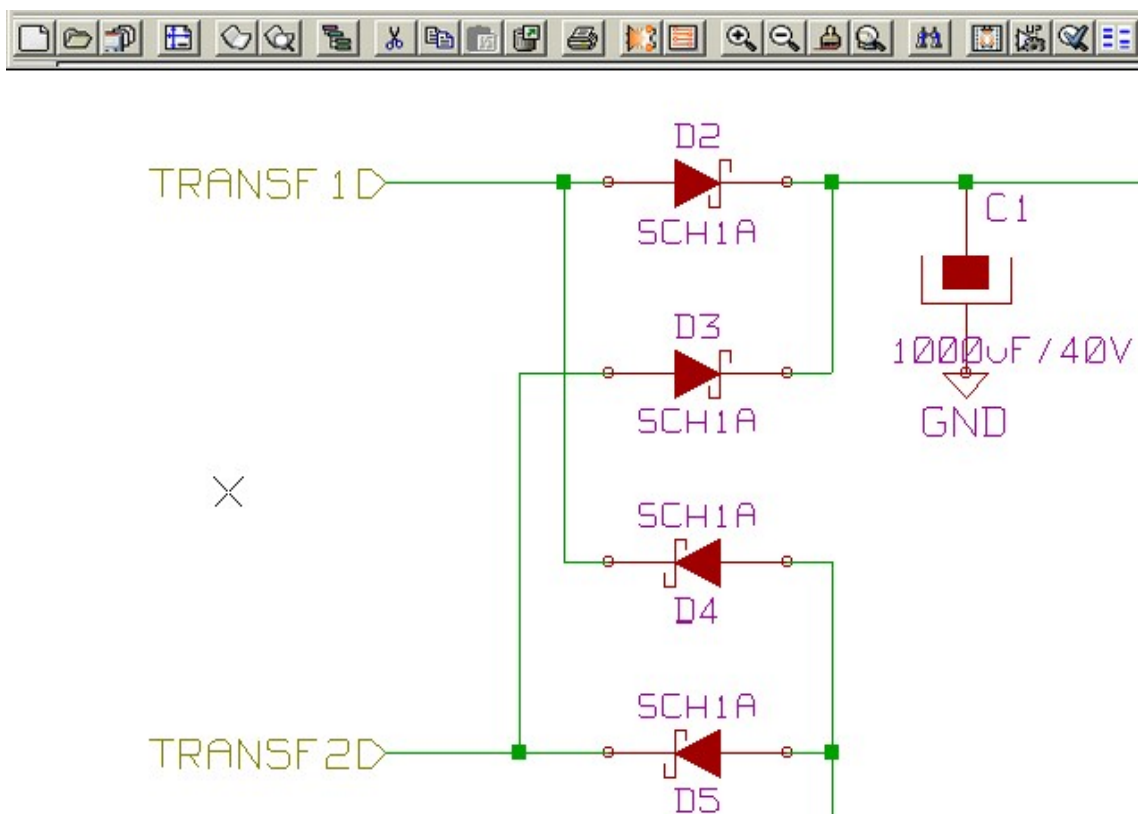 D2
TRANSF1
SCH1A
C1
D3
1000uF/40V
SCH1A
GND
SCH1A
D4
SCH1A
TRANSF2
D5